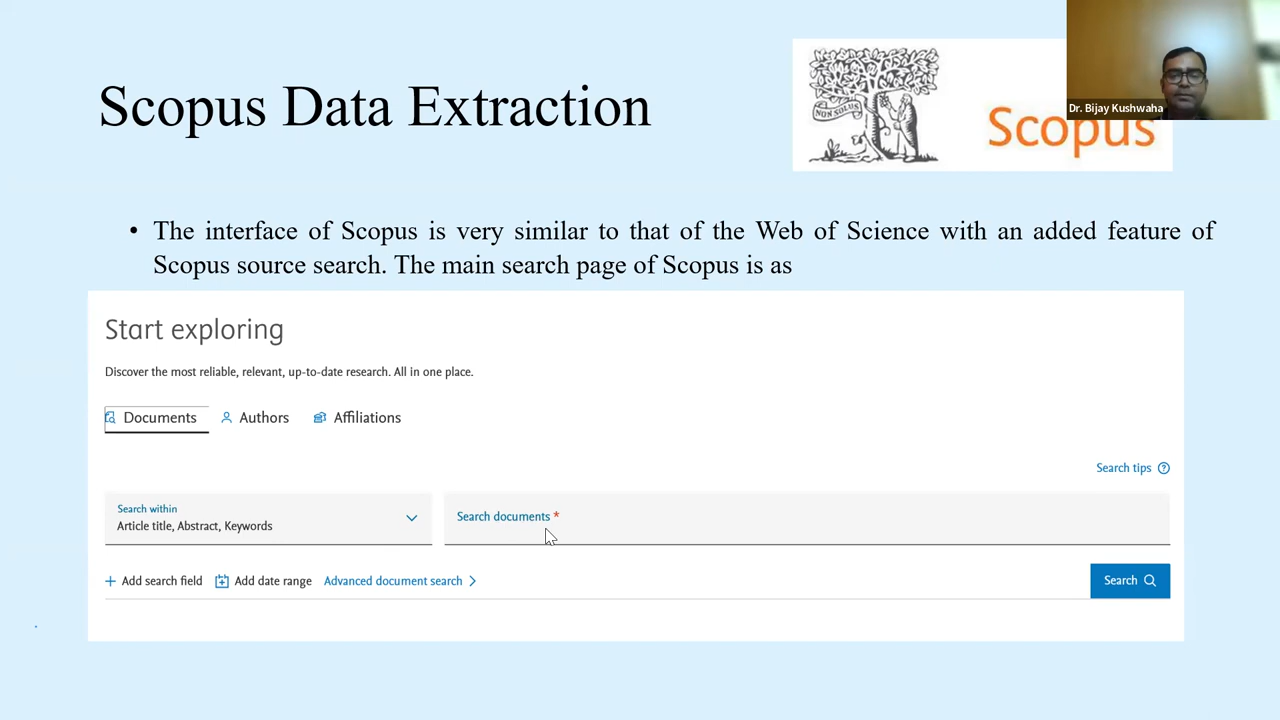 Scopus Data Extraction
NON SOLUS
Scopus
Dr. Bijay Kushwaha
• The interface of Scopus is very similar to that of the Web of Science with an added feature of
Scopus source search. The main search page of Scopus is as
Start exploring
Discover the most reliable, relevant, up-to-date research. All in one place.
Documents Authors Affiliations
Search tips
Search within
Article title, Abstract, Keywords
Search documents *
Add search field Add date range Advanced document search
Search